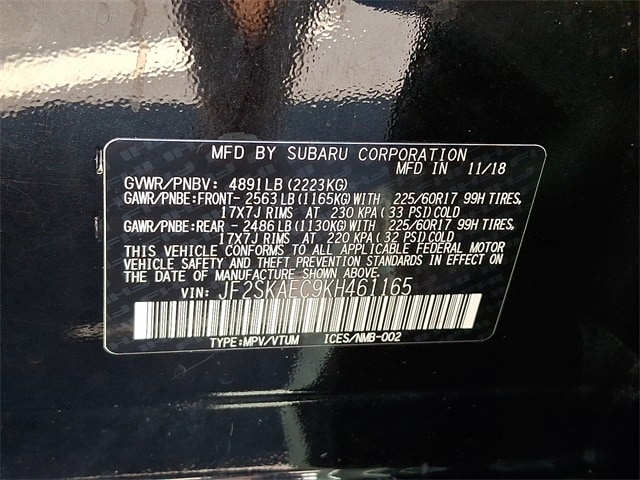 MFD BY SUBARU CORPORATION
MFD IN 11/18
GVWR/PNBV: 4891LB(2223KG)
GAWR/PNBE:FRONT- 2563 LB(1165KG)WITH 225/60R17 99H TIRES,
17X7J RIMS AT 230 KPA(33 PSI)COLD
GAWR/PNBE:REAR - 2486 LB(1130KG)WITH 225/60R17 99H TIRES,
17X7J RIMS AT 220 KPA(32 PSI)COLD
THIS VEHICLE CONFORMS TO ALL APPLICABLE FEDERAL MOTOR
VEHICLE SAFETY AND THEFT PREVENTION STANDARDS IN EFFECT ON
THE DATE OF MANUFACTURE SHOWN ABOVE.
VIN: JF2SKAEC9KH461165
TYPE:MPV/VTUM ICES/NMB-002